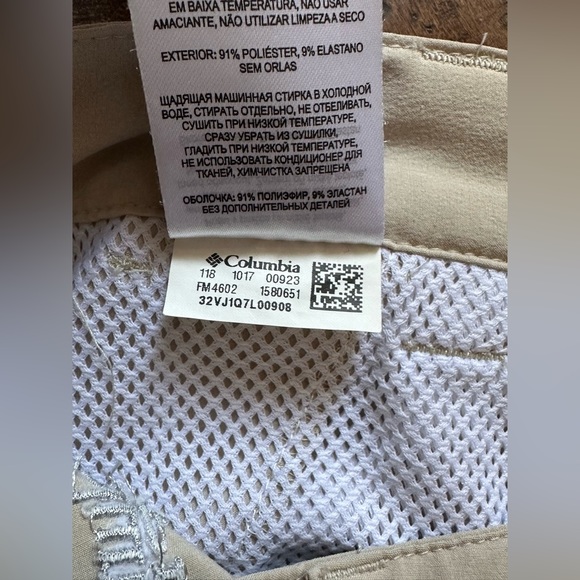 EM BAIXA TEMPERATURA, NÃO USAR
AMACIANTE, NÃO UTILIZAR LIMPEZA A SECO
EXTERIOR: 91% POLIÉSTER, 9% ELASTANO
SEM ORLAS
ЩАДЯЩАЯ МАШИННАЯ СТИРКА В ХОЛОДНОЙ
ВОДЕ, СТИРАТЬ ОТДЕЛЬНО, НЕ ОТБЕЛИВАТЬ,
СУШИТЬ ПРИ НИЗКОЙ ТЕМПЕРАТУРЕ,
СРАЗУ УБРАТЬ ИЗ СУШИЛКИ,
ГЛАДИТЬ ПРИ НИЗКОЙ ТЕМПЕРАТУРЕ,
НЕ ИСПОЛЬЗОВАТЬ КОНДИЦИОНЕР ДЛЯ
ТКАНЕЙ, ХИМЧИСТКА ЗАПРЕЩЕНА
ОБОЛОЧКА: 91% ПОЛИЭФИР, 9% ЭЛАСТАН
БЕЗ ДОПОЛНИТЕЛЬНЫХ ДЕТАЛЕЙ
Columbia
118 1017 00923
FM4602 1580651
32VJ1Q7L00908